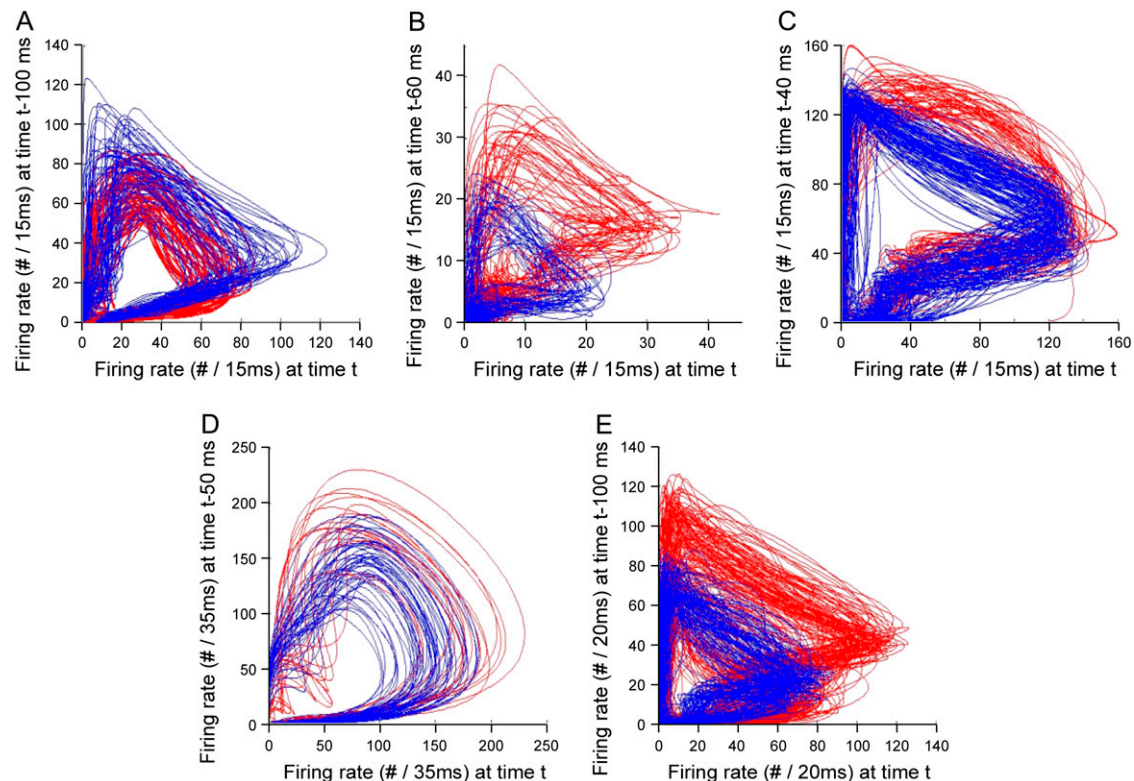 A
Firing rate (# / 15ms) at time t-100 ms
140
120
100
80
60
40
20
0
0 20 40 60 80 100 120 140
Firing rate (# / 15ms) at time t
B
Firing rate (# / 15ms) at time t-60 ms
40
30
20
10
0
0 10 20 30 40
Firing rate (# / 15ms) at time t
C
Firing rate (# / 15ms) at time t-40 ms
160
120
80
40
0
0 40 80 120 160
Firing rate (# / 15ms) at time t
D
Firing rate (# / 35ms) at time t-50 ms
250
200
150
100
50
0
0 50 100 150 200 250
Firing rate (# / 35ms) at time t
E
Firing rate (# / 20ms) at time t-100 ms
140
120
100
80
60
40
20
0
0 20 40 60 80 100 120 140
Firing rate (# / 20ms) at time t